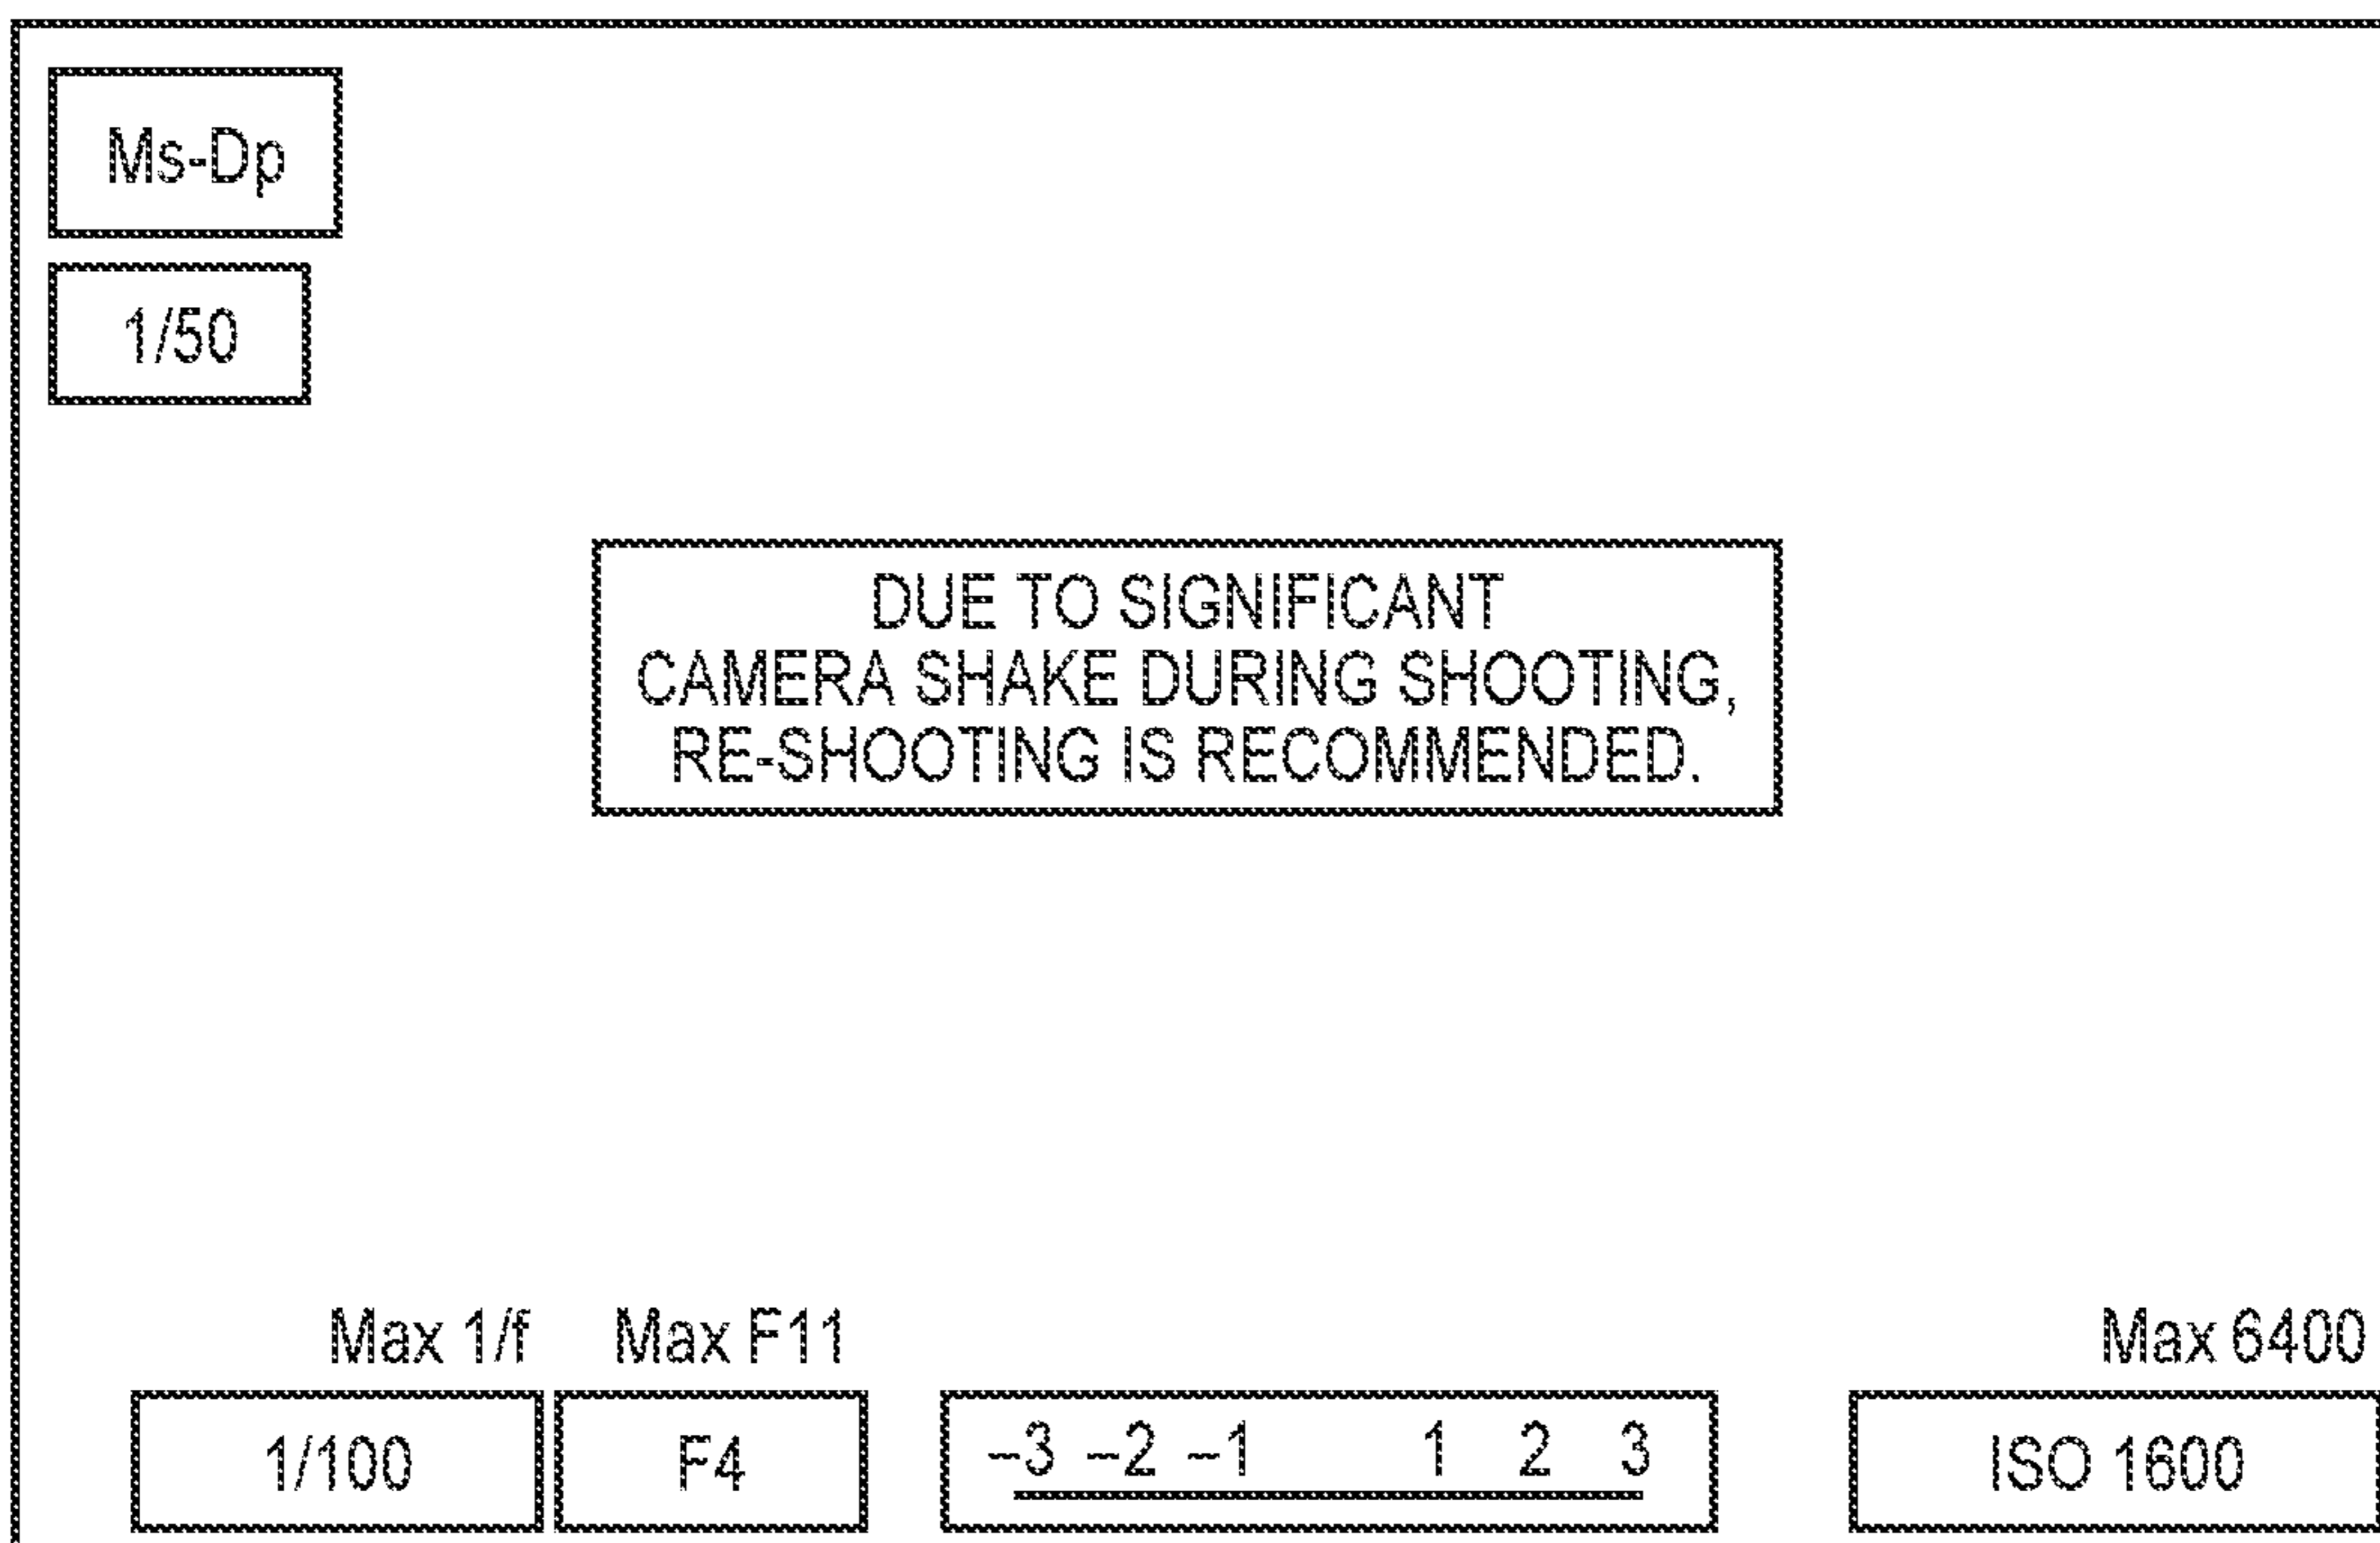 Ms-Dp
1/50
DUE TO SIGNIFICANT
CAMERA SHAKE DURING SHOOTING,
RE-SHOOTING IS RECOMMENDED.
Max 1/f Max F11 Max 6400
1/100 F4 –3 –2 –1 1 2 3 ISO 1600